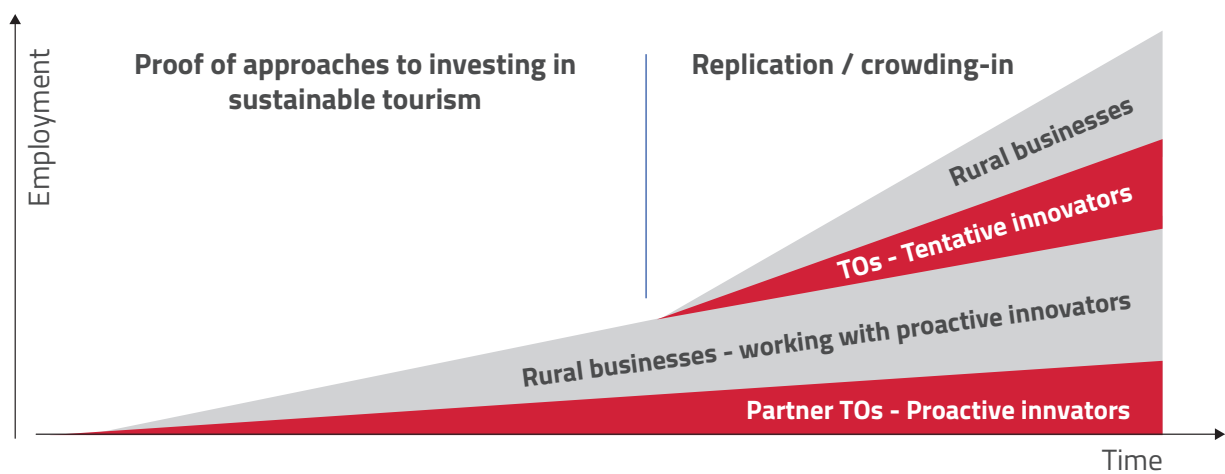 Employment
Proof of approaches to investing in
sustainable tourism
Replication / crowding-in
Rural businesses
TOs - Tentative innovators
Rural businesses - working with proactive innovators
Partner TOs - Proactive innvators
Time